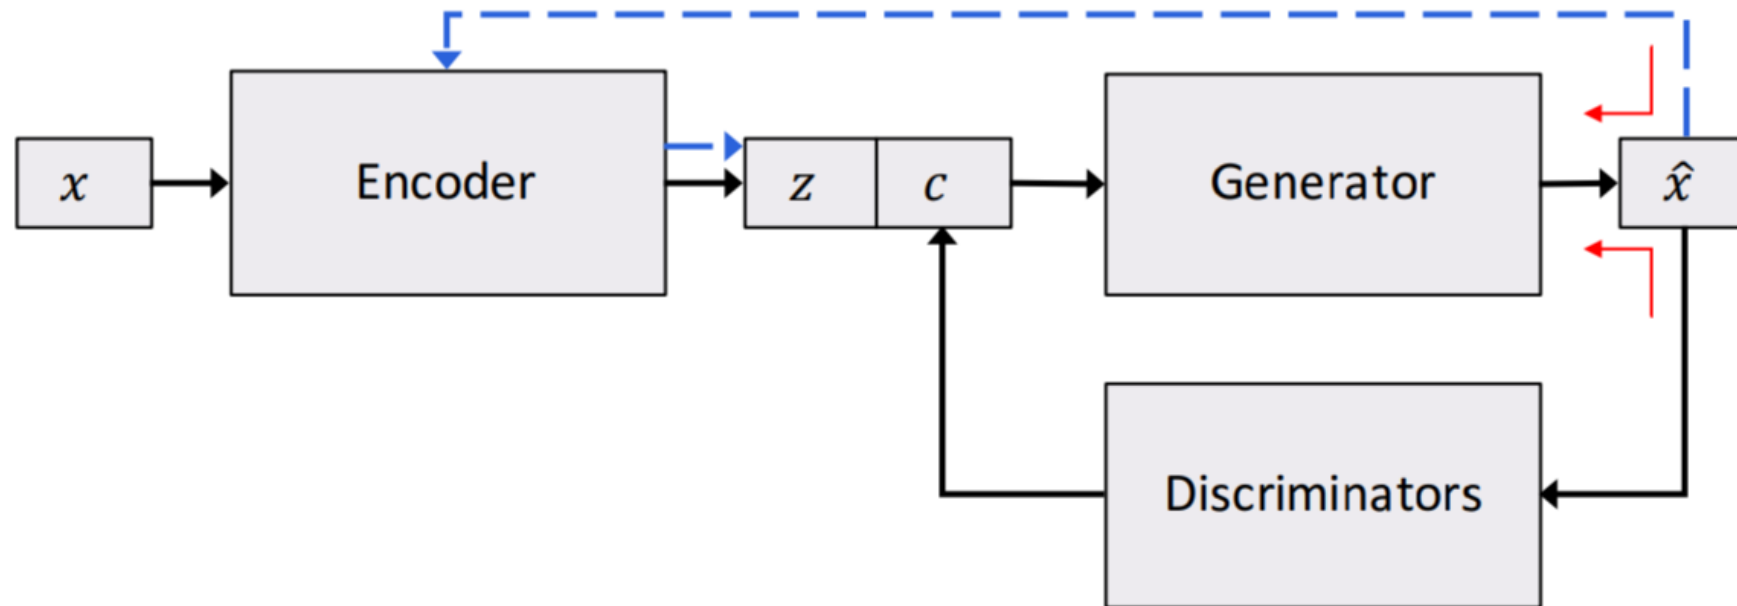 x
Encoder
z
c
Generator
x̂
Discriminators